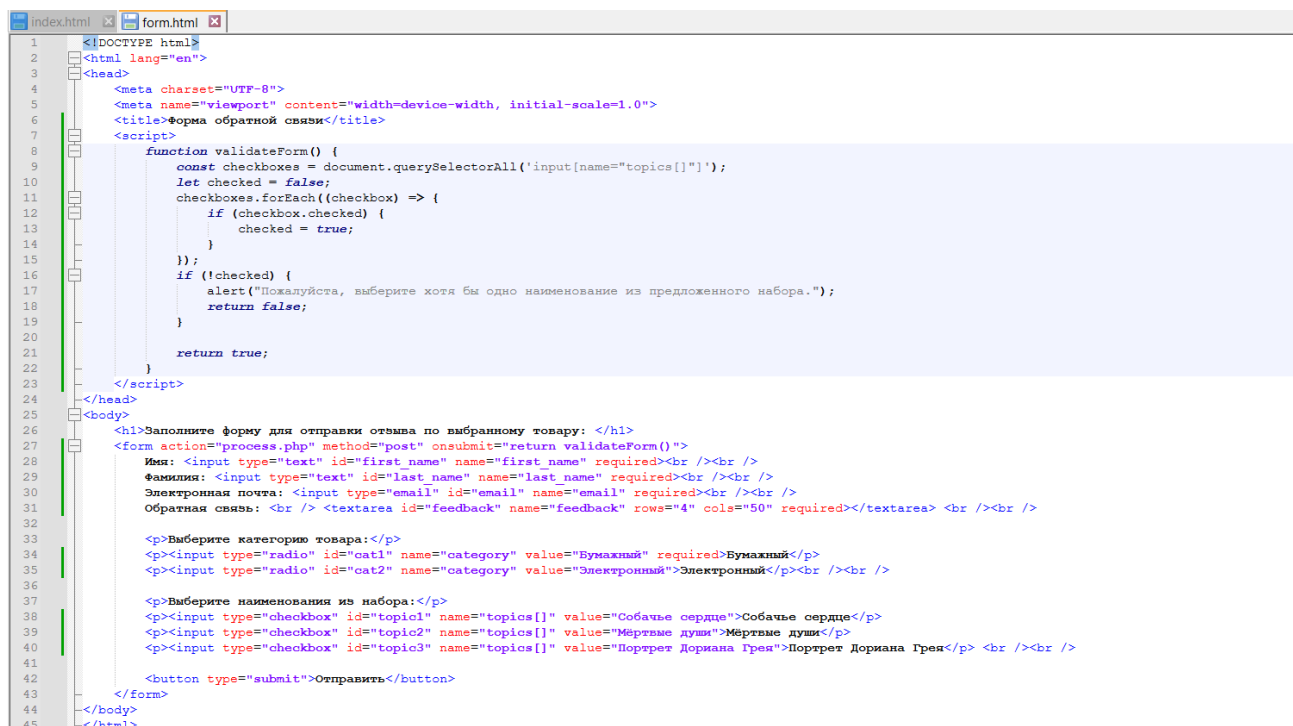 index.html form.html
1 <!DOCTYPE html>
2 <html lang="en">
3 <head>
4 <meta charset="UTF-8">
5 <meta name="viewport" content="width=device-width, initial-scale=1.0">
6 <title>Форма обратной связи</title>
7 <script>
8 function validateForm() {
9 const checkboxes = document.querySelectorAll('input[name="topics[]"]');
10 let checked = false;
11 checkboxes.forEach((checkbox) => {
12 if (checkbox.checked) {
13 checked = true;
14 }
15 });
16 if (!checked) {
17 alert("Пожалуйста, выберите хотя бы одно наименование из предложенного набора.");
18 return false;
19 }
20
21 return true;
22 }
23 </script>
24 </head>
25 <body>
26 <h1>Заполните форму для отправки отзыва по выбранному товару: </h1>
27 <form action="process.php" method="post" onsubmit="return validateForm()">
28 Имя: <input type="text" id="first_name" name="first_name" required><br /><br />
29 Фамилия: <input type="text" id="last_name" name="last_name" required><br /><br />
30 Электронная почта: <input type="email" id="email" name="email" required><br /><br />
31 Обратная связь: <br /> <textarea id="feedback" name="feedback" rows="4" cols="50" required></textarea> <br /><br />
32
33 <p>Выберите категорию товара:</p>
34 <p><input type="radio" id="cat1" name="category" value="Бумажный" required>Бумажный</p>
35 <p><input type="radio" id="cat2" name="category" value="Электронный">Электронный</p><br /><br />
36
37 <p>Выберите наименования из набора:</p>
38 <p><input type="checkbox" id="topic1" name="topics[]" value="Собачье сердце">Собачье сердце</p>
39 <p><input type="checkbox" id="topic2" name="topics[]" value="Мёртвые души">Мёртвые души</p>
40 <p><input type="checkbox" id="topic3" name="topics[]" value="Портрет Дориана Грея">Портрет Дориана Грея</p> <br /><br />
41
42 <button type="submit">Отправить</button>
43 </form>
44 </body>
45 </html>